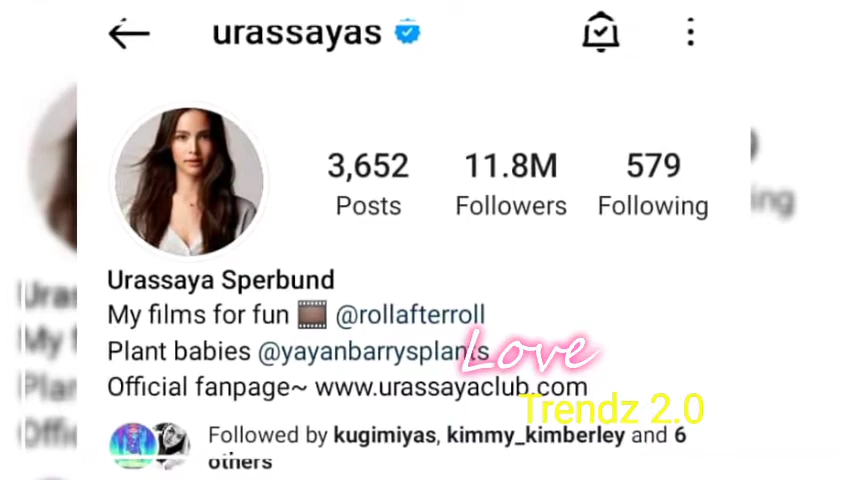 urassayas
3,652 11.8M 579
Posts Followers Following
Urassaya Sperbund
My films for fun 🎞️ @rollafterroll
Plant babies @yayanbarrysplants
Love
Official fanpage~ www.urassayaclub.com
Trendz 2.0
Followed by kugimiyas, kimmy_kimberley and 6
others